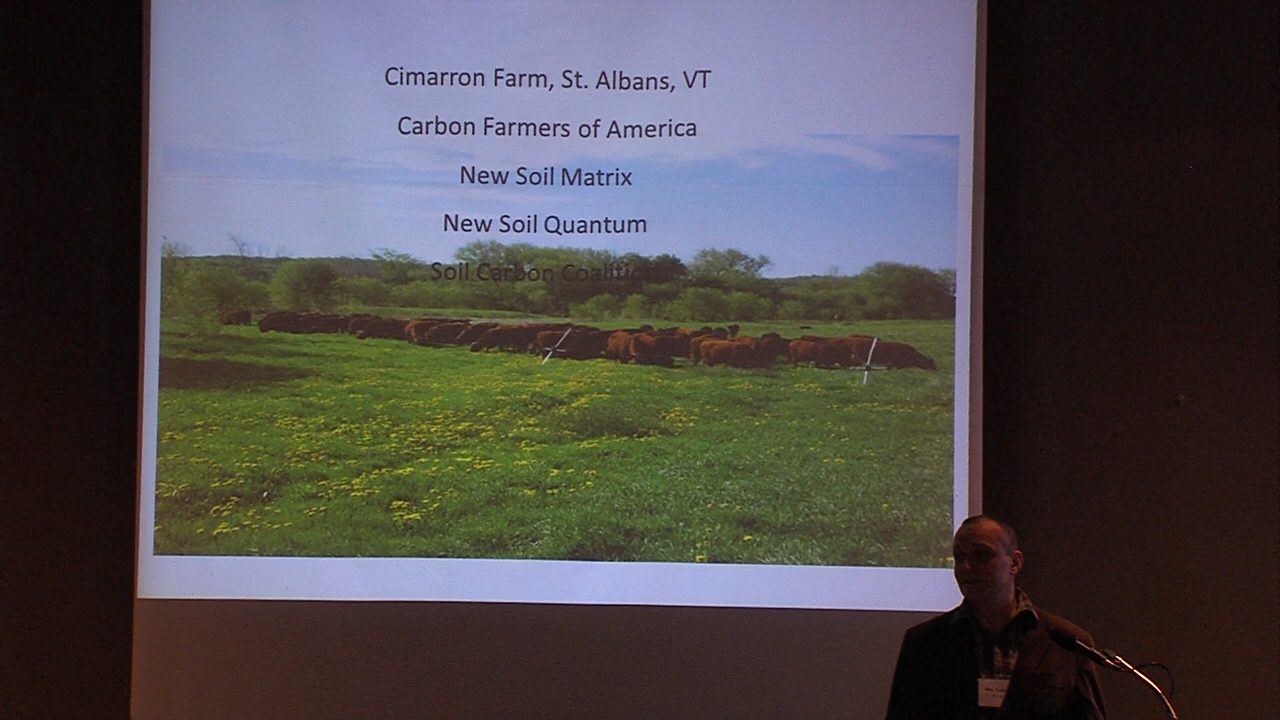 Cimarron Farm, St. Albans, VT
Carbon Farmers of America
New Soil Matrix
New Soil Quantum
Soil Carbon Coalition